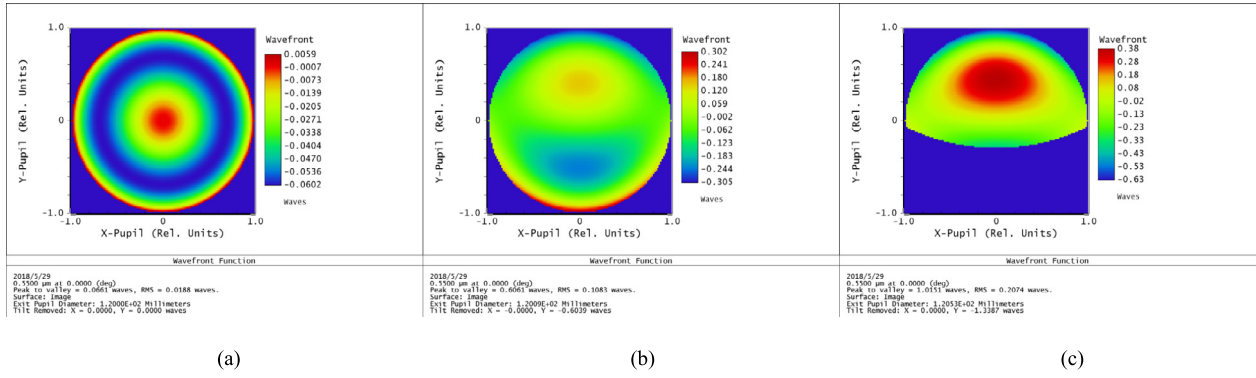 Wavefront
0.0059
-0.0007
-0.0073
-0.0139
-0.0205
-0.0271
-0.0338
-0.0404
-0.0470
-0.0536
-0.0602
Waves
1.0
0
-1.0
Y-Pupil (Rel. Units)
-1.0
0
1.0
X-Pupil (Rel. Units)
Wavefront Function
2018/5/29
0.5500 µm at 0.0000 (deg)
Peak to valley = 0.0661 waves, RMS = 0.0188 waves.
Surface: Image
Exit Pupil Diameter: 1.2000E+02 Millimeters
Tilt Removed: X = 0.0000, Y = 0.0000 waves
(a)
Wavefront
0.302
0.241
0.180
0.120
0.059
-0.002
-0.062
-0.123
-0.183
-0.244
-0.305
Waves
1.0
0
-1.0
Y-Pupil (Rel. Units)
-1.0
0
1.0
X-Pupil (Rel. Units)
Wavefront Function
2018/5/29
0.5500 µm at 0.0000 (deg)
Peak to valley = 0.6061 waves, RMS = 0.1083 waves.
Surface: Image
Exit Pupil Diameter: 1.2009E+02 Millimeters
Tilt Removed: X = -0.0000, Y = -0.6039 waves
(b)
Wavefront
0.38
0.28
0.18
0.08
-0.02
-0.13
-0.23
-0.33
-0.43
-0.53
-0.63
Waves
1.0
0
-1.0
Y-Pupil (Rel. Units)
-1.0
0
1.0
X-Pupil (Rel. Units)
Wavefront Function
2018/5/29
0.5500 µm at 0.0000 (deg)
Peak to valley = 1.0151 waves, RMS = 0.2074 waves.
Surface: Image
Exit Pupil Diameter: 1.2053E+02 Millimeters
Tilt Removed: X = 0.0000, Y = -1.3387 waves
(c)